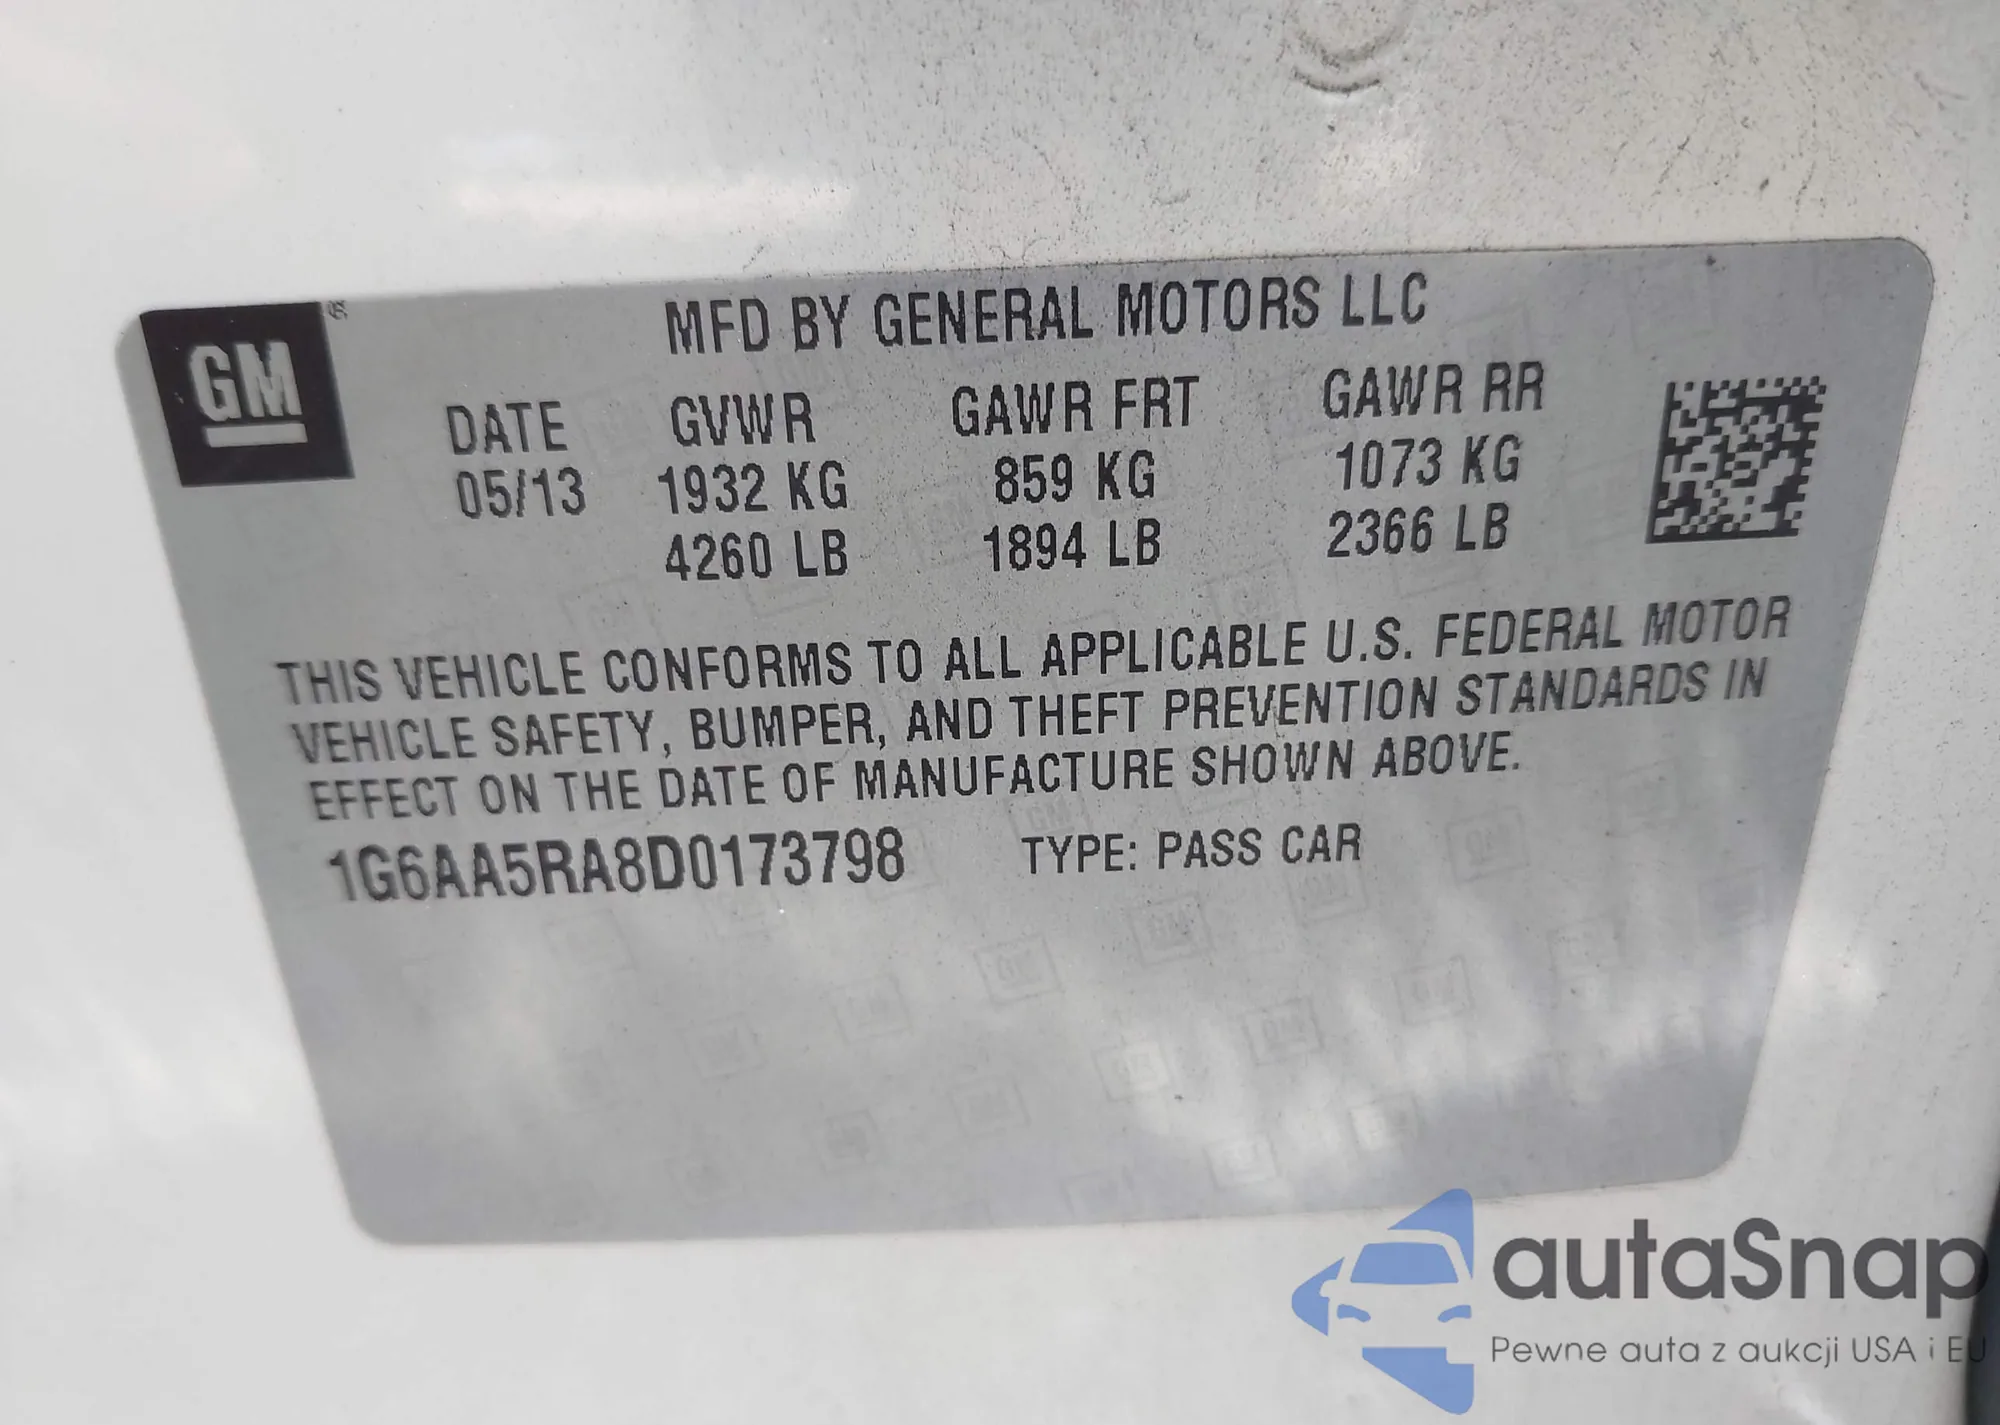 GM ®
MFD BY GENERAL MOTORS LLC
DATE GVWR GAWR FRT GAWR RR
05/13 1932 KG 859 KG 1073 KG
4260 LB 1894 LB 2366 LB
THIS VEHICLE CONFORMS TO ALL APPLICABLE U.S. FEDERAL MOTOR
VEHICLE SAFETY, BUMPER, AND THEFT PREVENTION STANDARDS IN
EFFECT ON THE DATE OF MANUFACTURE SHOWN ABOVE.
1G6AA5RA8D0173798 TYPE: PASS CAR
autaSnap
Pewne auta z aukcji USA i EU